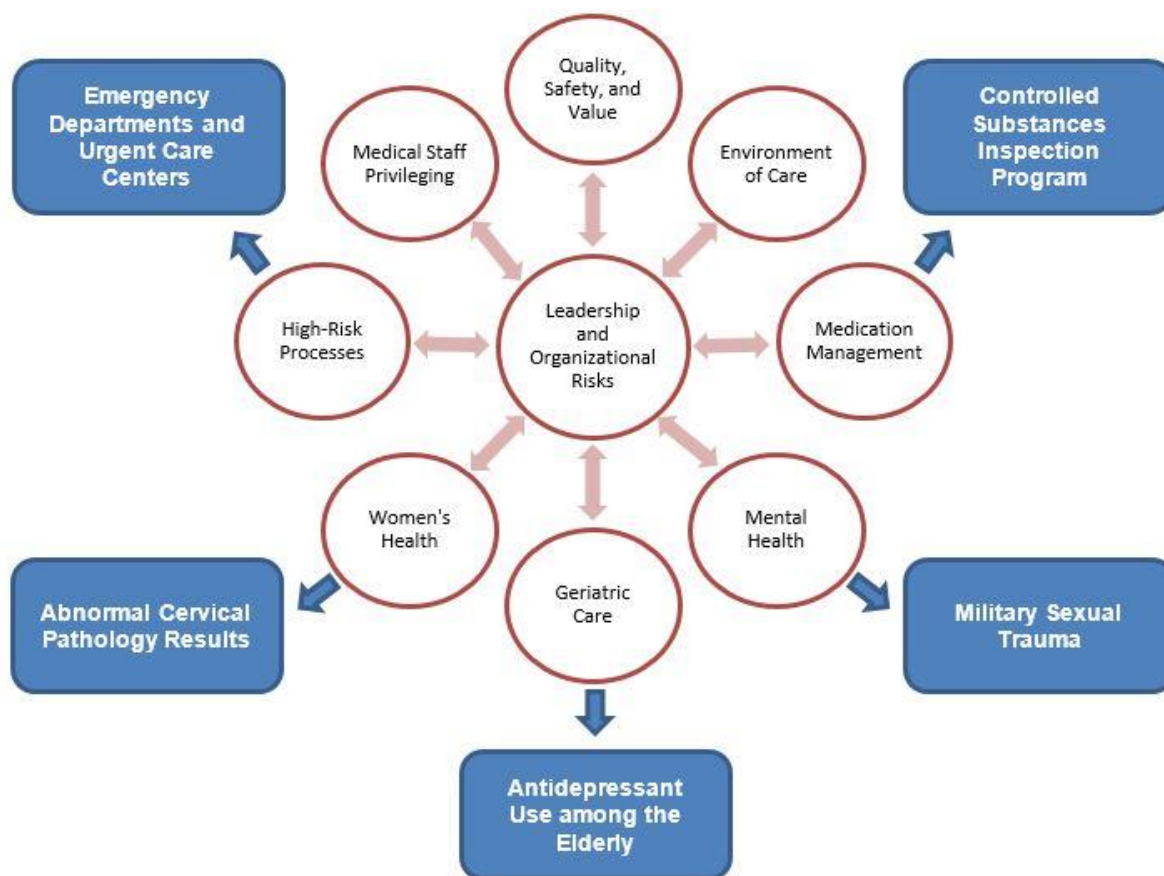 Quality,
Safety, and
Value
Emergency
Departments and
Urgent Care
Centers
Medical Staff
Privileging
Environment
of Care
Controlled
Substances
Inspection
Program
High-Risk
Processes
Leadership
and
Organizational
Risks
Medication
Management
Women's
Health
Mental
Health
Geriatric
Care
Abnormal Cervical
Pathology Results
Military Sexual
Trauma
Antidepressant
Use among the
Elderly